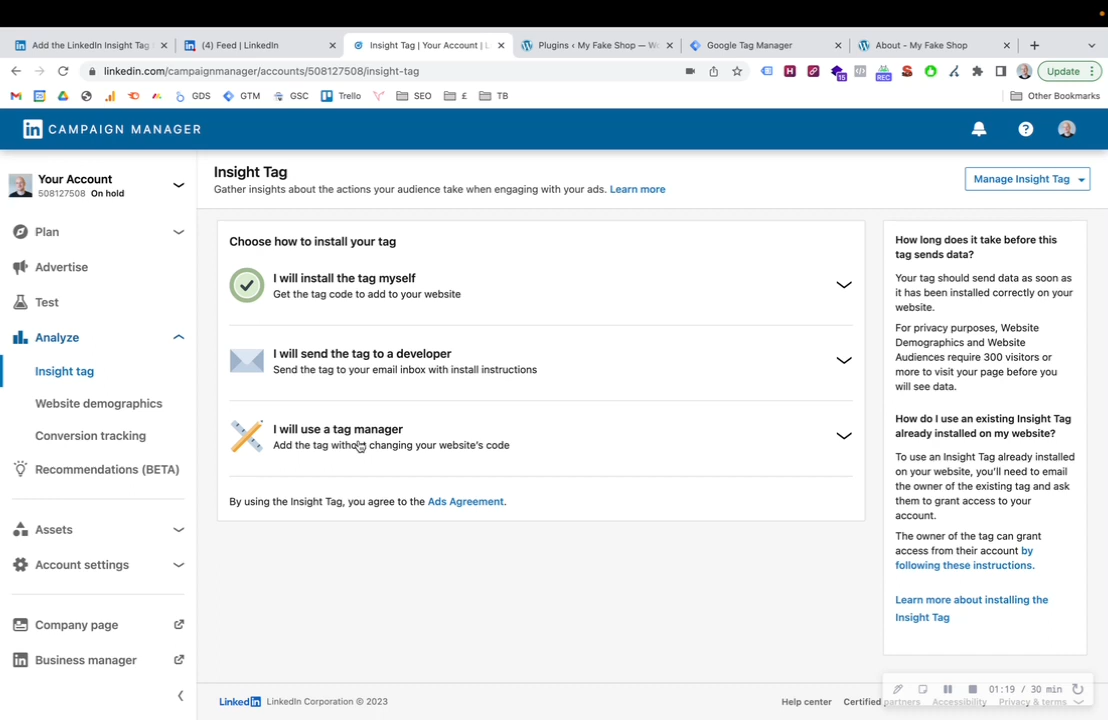 Add the LinkedIn Insight Tag
(4) Feed | LinkedIn
Insight Tag | Your Account | L
Plugins ‹ My Fake Shop — W
Google Tag Manager
About - My Fake Shop
linkedin.com/campaignmanager/accounts/508127508/insight-tag
15
REC
Update
GDS
GTM
GSC
Trello
SEO
£
TB
Other Bookmarks
in CAMPAIGN MANAGER
Your Account
508127508 On hold
Plan
Advertise
Test
Analyze
Insight tag
Website demographics
Conversion tracking
Recommendations (BETA)
Assets
Account settings
Company page
Business manager
Insight Tag
Gather insights about the actions your audience take when engaging with your ads. Learn more
Manage Insight Tag
Choose how to install your tag
I will install the tag myself
Get the tag code to add to your website
I will send the tag to a developer
Send the tag to your email inbox with install instructions
I will use a tag manager
Add the tag without changing your website's code
By using the Insight Tag, you agree to the Ads Agreement.
How long does it take before this
tag sends data?
Your tag should send data as soon as
it has been installed correctly on your
website.
For privacy purposes, Website
Demographics and Website
Audiences require 300 visitors or
more to visit your page before you
will see data.
How do I use an existing Insight Tag
already installed on my website?
To use an Insight Tag already installed
on your website, you'll need to email
the owner of the existing tag and ask
them to grant access to your
account.
The owner of the tag can grant
access from their account by
following these instructions.
Learn more about installing the
Insight Tag
LinkedIn LinkedIn Corporation © 2023
Help center
Certified partners
Accessibility
Privacy & terms
01:19 / 30 min